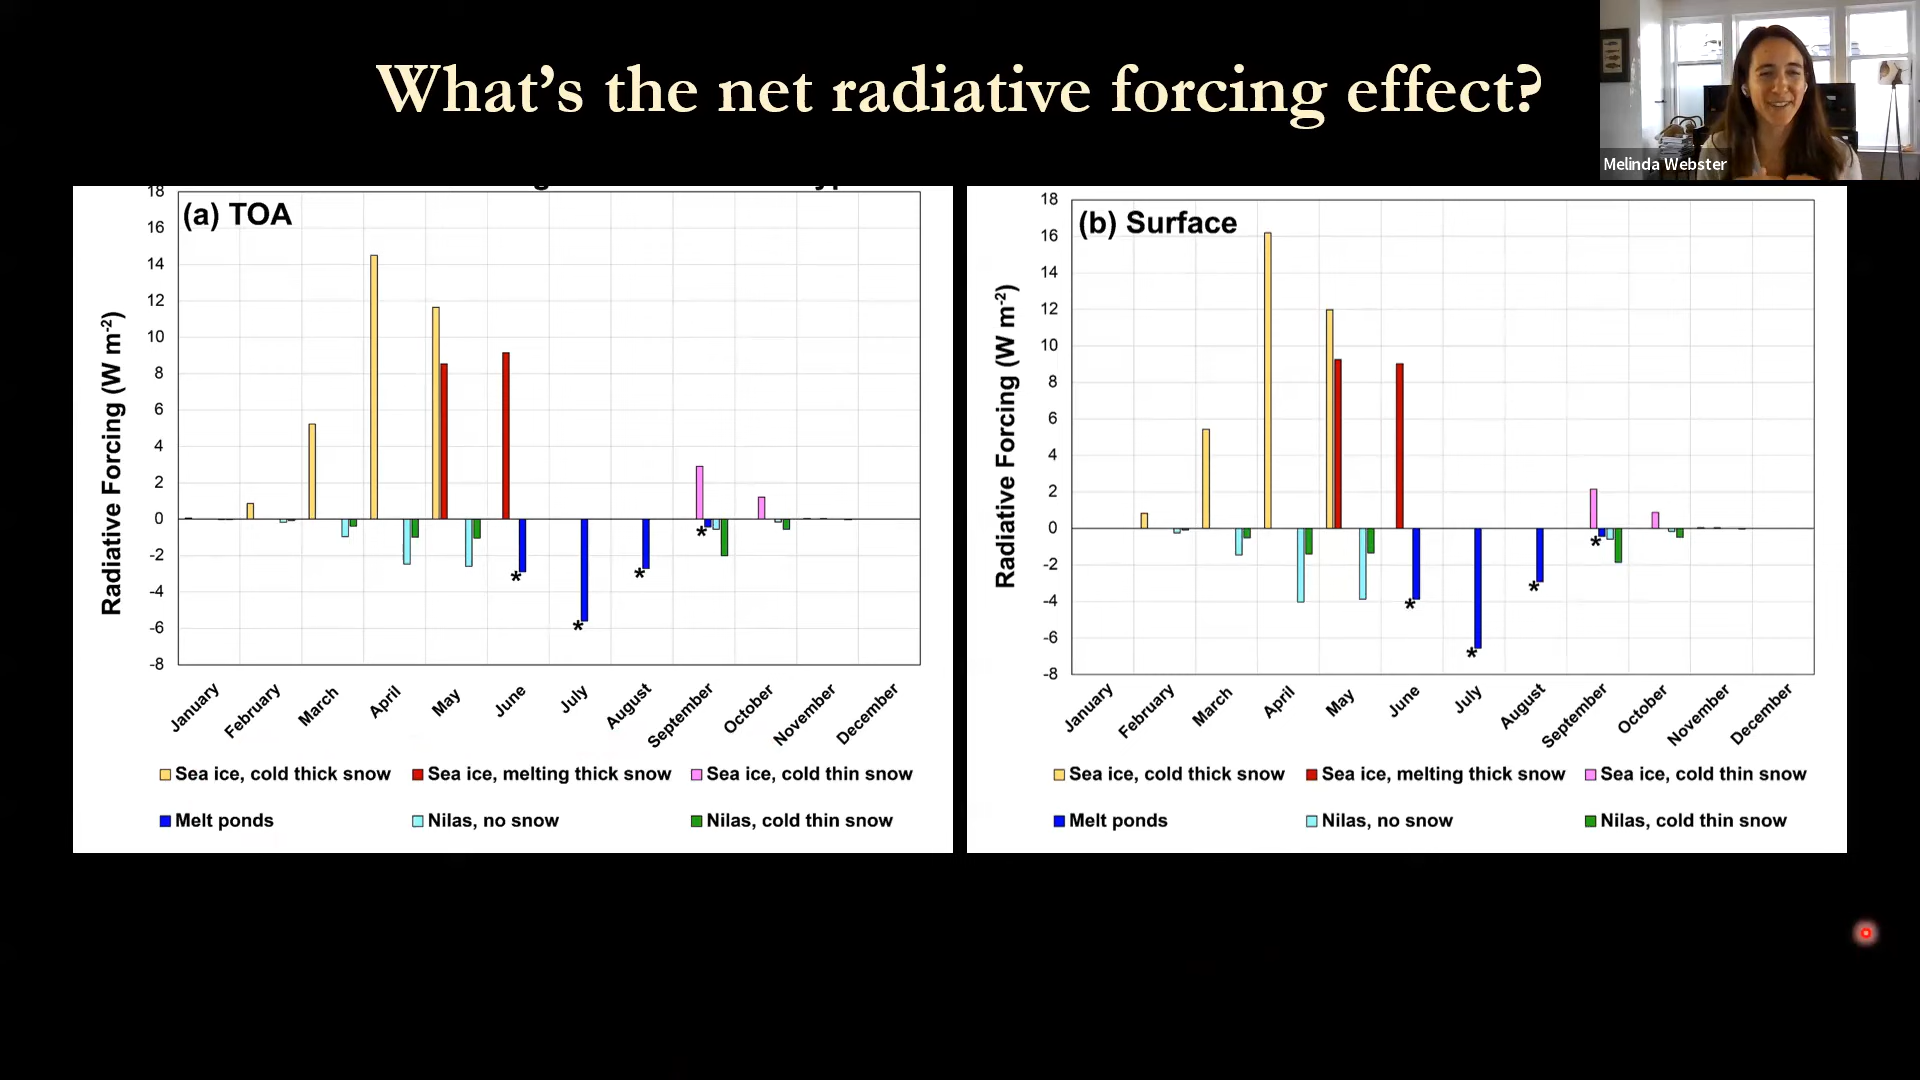 What's the net radiative forcing effect?
Melinda Webster
(a) TOA
Radiative Forcing (W m-2)
18
16
14
12
10
8
6
4
2
0
-2
-4
-6
-8
*
*
*
*
January
February
March
April
May
June
July
August
September
October
November
December
Sea ice, cold thick snow
Sea ice, melting thick snow
Sea ice, cold thin snow
Melt ponds
Nilas, no snow
Nilas, cold thin snow
(b) Surface
Radiative Forcing (W m-2)
18
16
14
12
10
8
6
4
2
0
-2
-4
-6
-8
*
*
*
*
January
February
March
April
May
June
July
August
September
October
November
December
Sea ice, cold thick snow
Sea ice, melting thick snow
Sea ice, cold thin snow
Melt ponds
Nilas, no snow
Nilas, cold thin snow